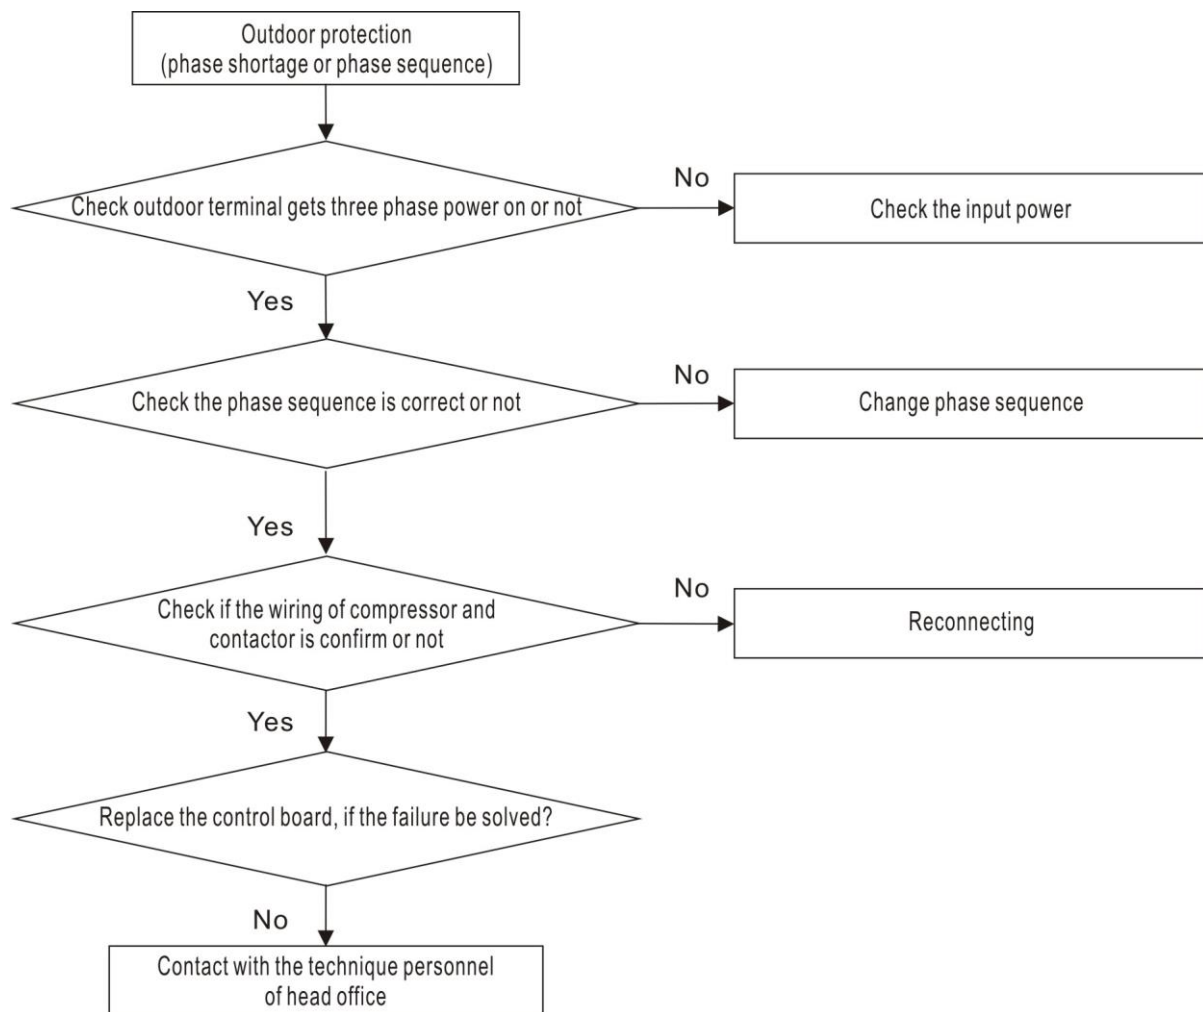 Outdoor protection
(phase shortage or phase sequence)
Check outdoor terminal gets three phase power on or not
No
Check the input power
Yes
Check the phase sequence is correct or not
No
Change phase sequence
Yes
Check if the wiring of compressor and
contactor is confirm or not
No
Reconnecting
Yes
Replace the control board, if the failure be solved?
No
Contact with the technique personnel
of head office